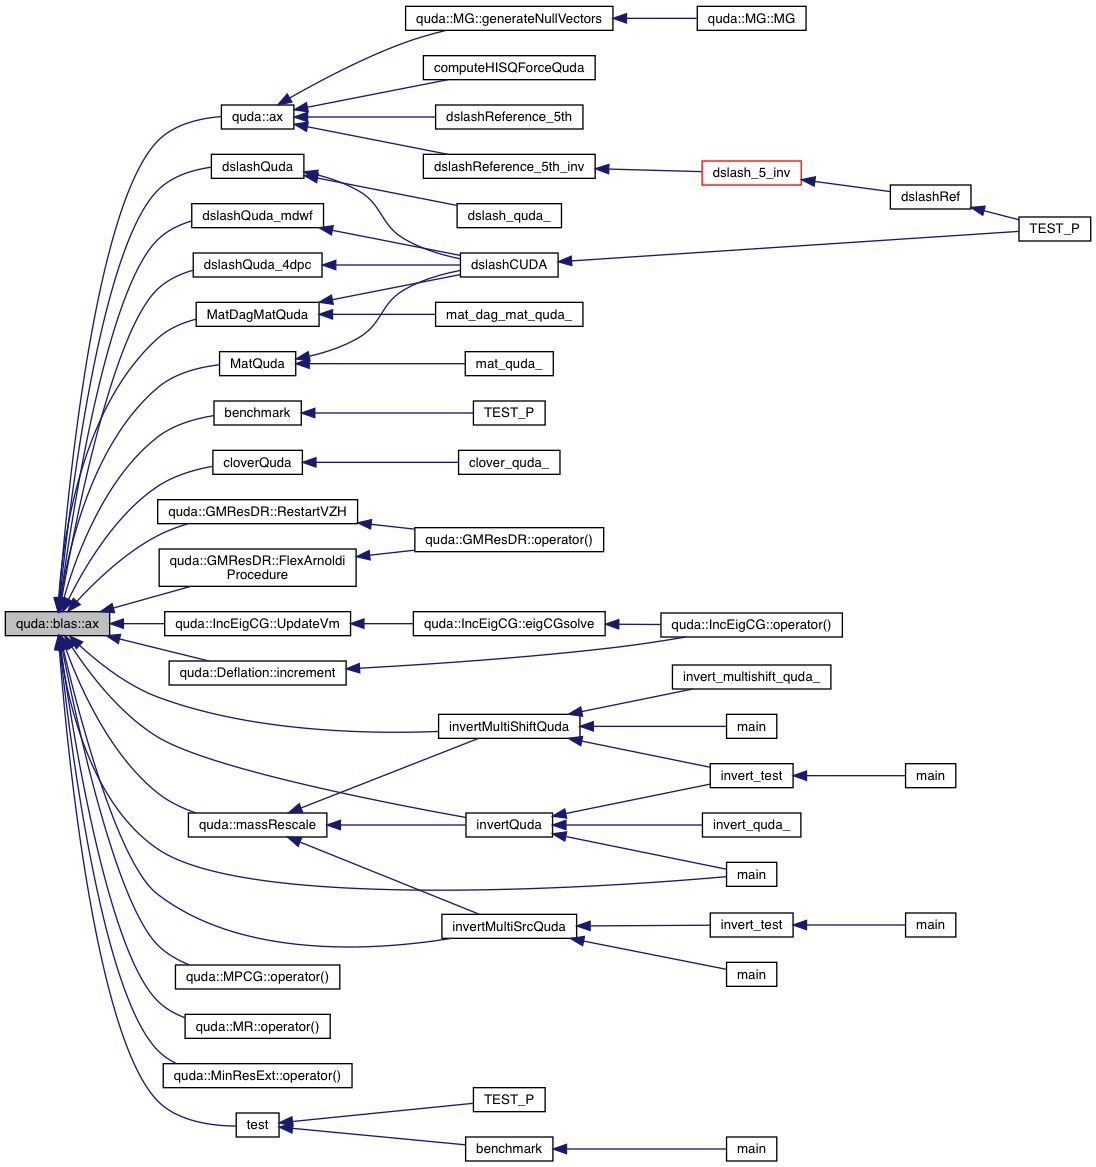 quda::MG::generateNullVectors
quda::MG::MG
computeHISQForceQuda
quda::ax
dslashReference_5th
dslashReference_5th_inv
dslash_5_inv
dslashQuda
dslashRef
dslash_quda_
dslashQuda_mdwf
TEST_P
dslashQuda_4dpc
dslashCUDA
MatDagMatQuda
mat_dag_mat_quda_
MatQuda
mat_quda_
benchmark
TEST_P
cloverQuda
clover_quda_
quda::GMResDR::RestartVZH
quda::GMResDR::operator()
quda::GMResDR::FlexArnoldi
Procedure
quda::blas::ax
quda::IncEigCG::UpdateVm
quda::IncEigCG::eigCGsolve
quda::IncEigCG::operator()
quda::Deflation::increment
invert_multishift_quda_
invertMultiShiftQuda
main
invert_test
main
quda::massRescale
invertQuda
invert_quda_
main
invertMultiSrcQuda
invert_test
main
main
quda::MPCG::operator()
quda::MR::operator()
quda::MinResExt::operator()
TEST_P
test
benchmark
main